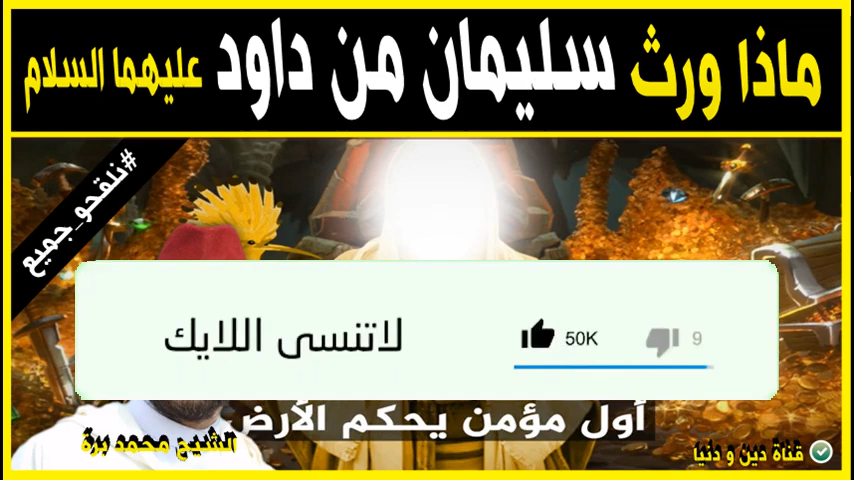 ماذا ورث سليمان من داود عليهما السلام
#نلقحو_جميع
لاتنسى اللايك
50K
9
أول مؤمن يحكم الأرض
الشيخ محمد برة
قناة دين و دنيا